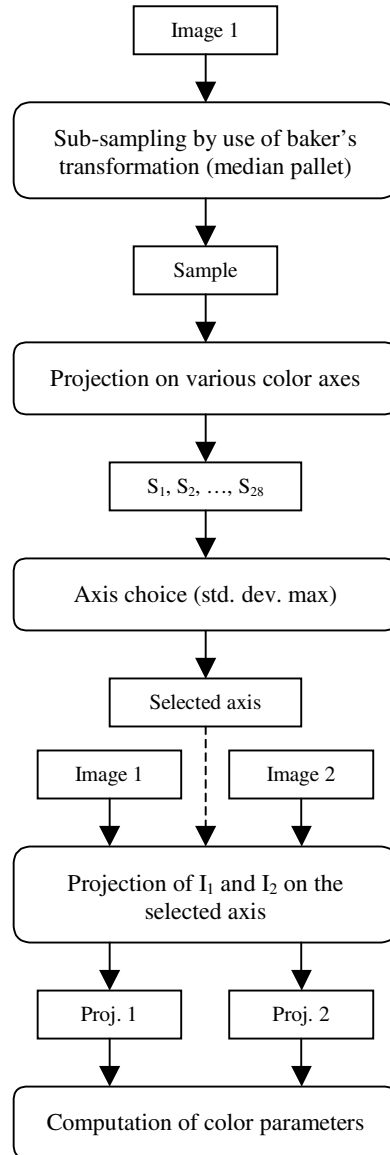 Image 1
Sub-sampling by use of baker's
transformation (median pallet)
Sample
Projection on various color axes
S₁, S₂, …, S₂₈
Axis choice (std. dev. max)
Selected axis
Image 1
Image 2
Projection of I₁ and I₂ on the
selected axis
Proj. 1
Proj. 2
Computation of color parameters